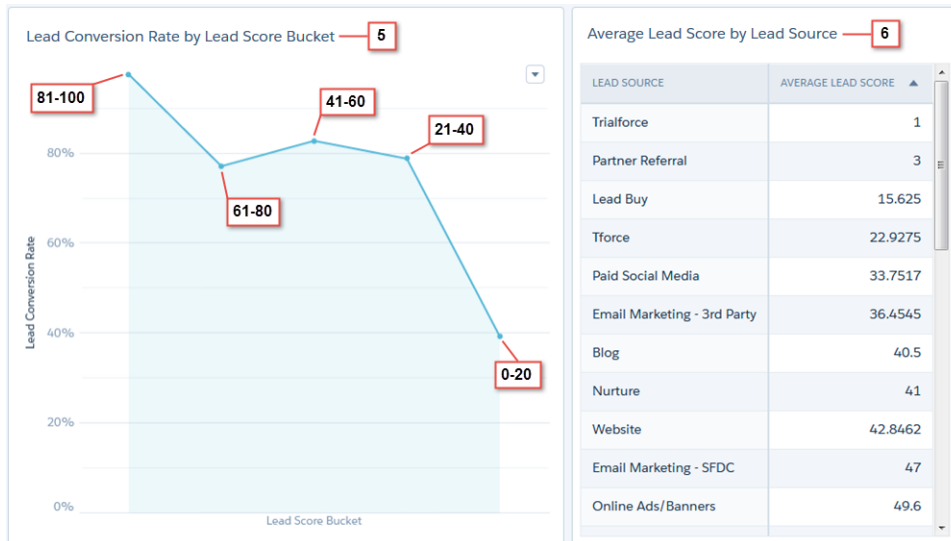 Lead Conversion Rate by Lead Score Bucket
5
81-100
41-60
21-40
61-80
0-20
80%
60%
40%
20%
0%
Lead Conversion Rate
Lead Score Bucket
Average Lead Score by Lead Source
6
LEAD SOURCE AVERAGE LEAD SCORE
Trialforce 1
Partner Referral 3
Lead Buy 15.625
Tforce 22.9275
Paid Social Media 33.7517
Email Marketing - 3rd Party 36.4545
Blog 40.5
Nurture 41
Website 42.8462
Email Marketing - SFDC 47
Online Ads/Banners 49.6